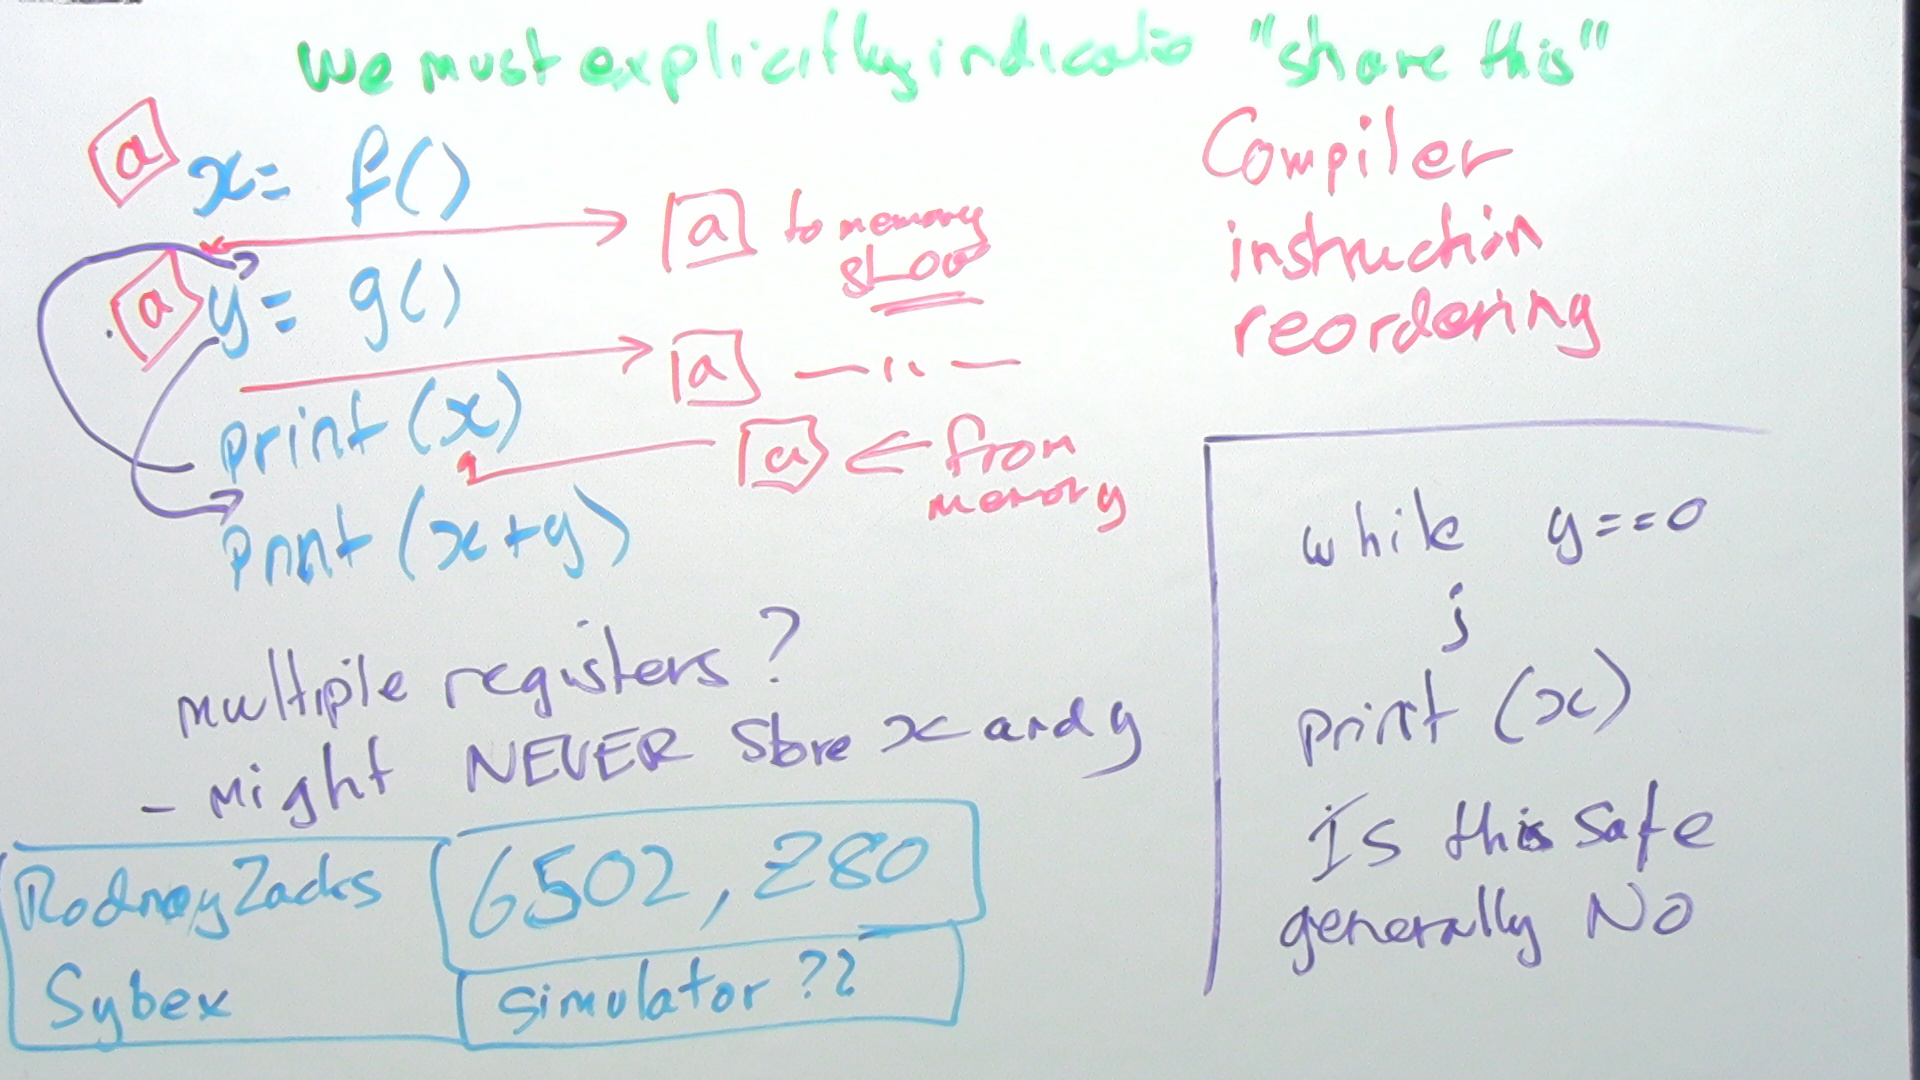 we must explicitly indicate "share this"
a
x = f()
a to memory
slow
a
y = g()
a — " —
print (x)
a ← from
memory
print (x+y)
Compiler
instruction
reordering
multiple registers?
- might NEVER store x and y
Rodney Zacks
Sybex
6502, Z80
simulator ??
while y==0
;
print (x)
Is this safe
generally NO